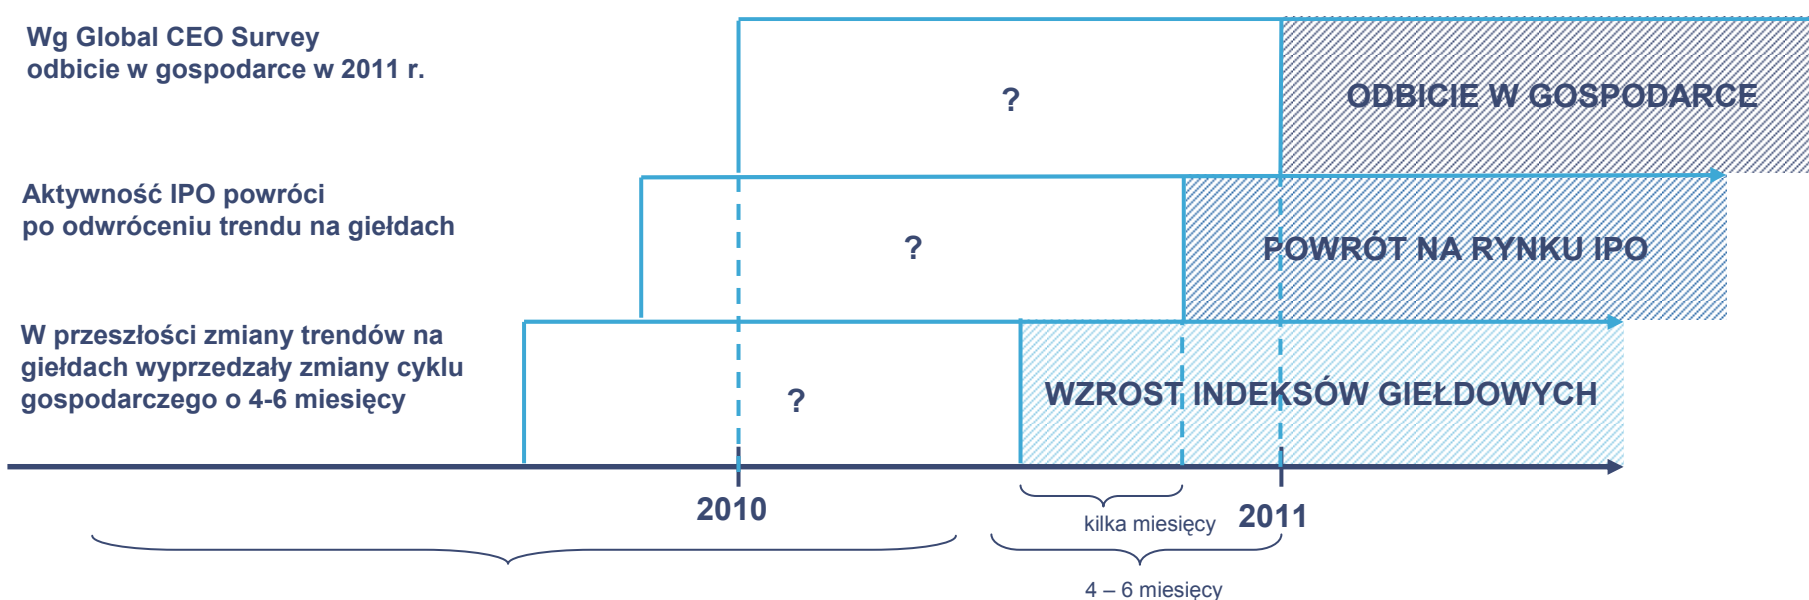 Wg Global CEO Survey
odbicie w gospodarce w 2011 r.
?
ODBICIE W GOSPODARCE
Aktywność IPO powróci
po odwróceniu trendu na giełdach
?
POWRÓT NA RYNKU IPO
W przeszłości zmiany trendów na
giełdach wyprzedzały zmiany cyklu
gospodarczego o 4-6 miesięcy
?
WZROST INDEKSÓW GIEŁDOWYCH
2010
kilka miesięcy
2011
4 – 6 miesięcy